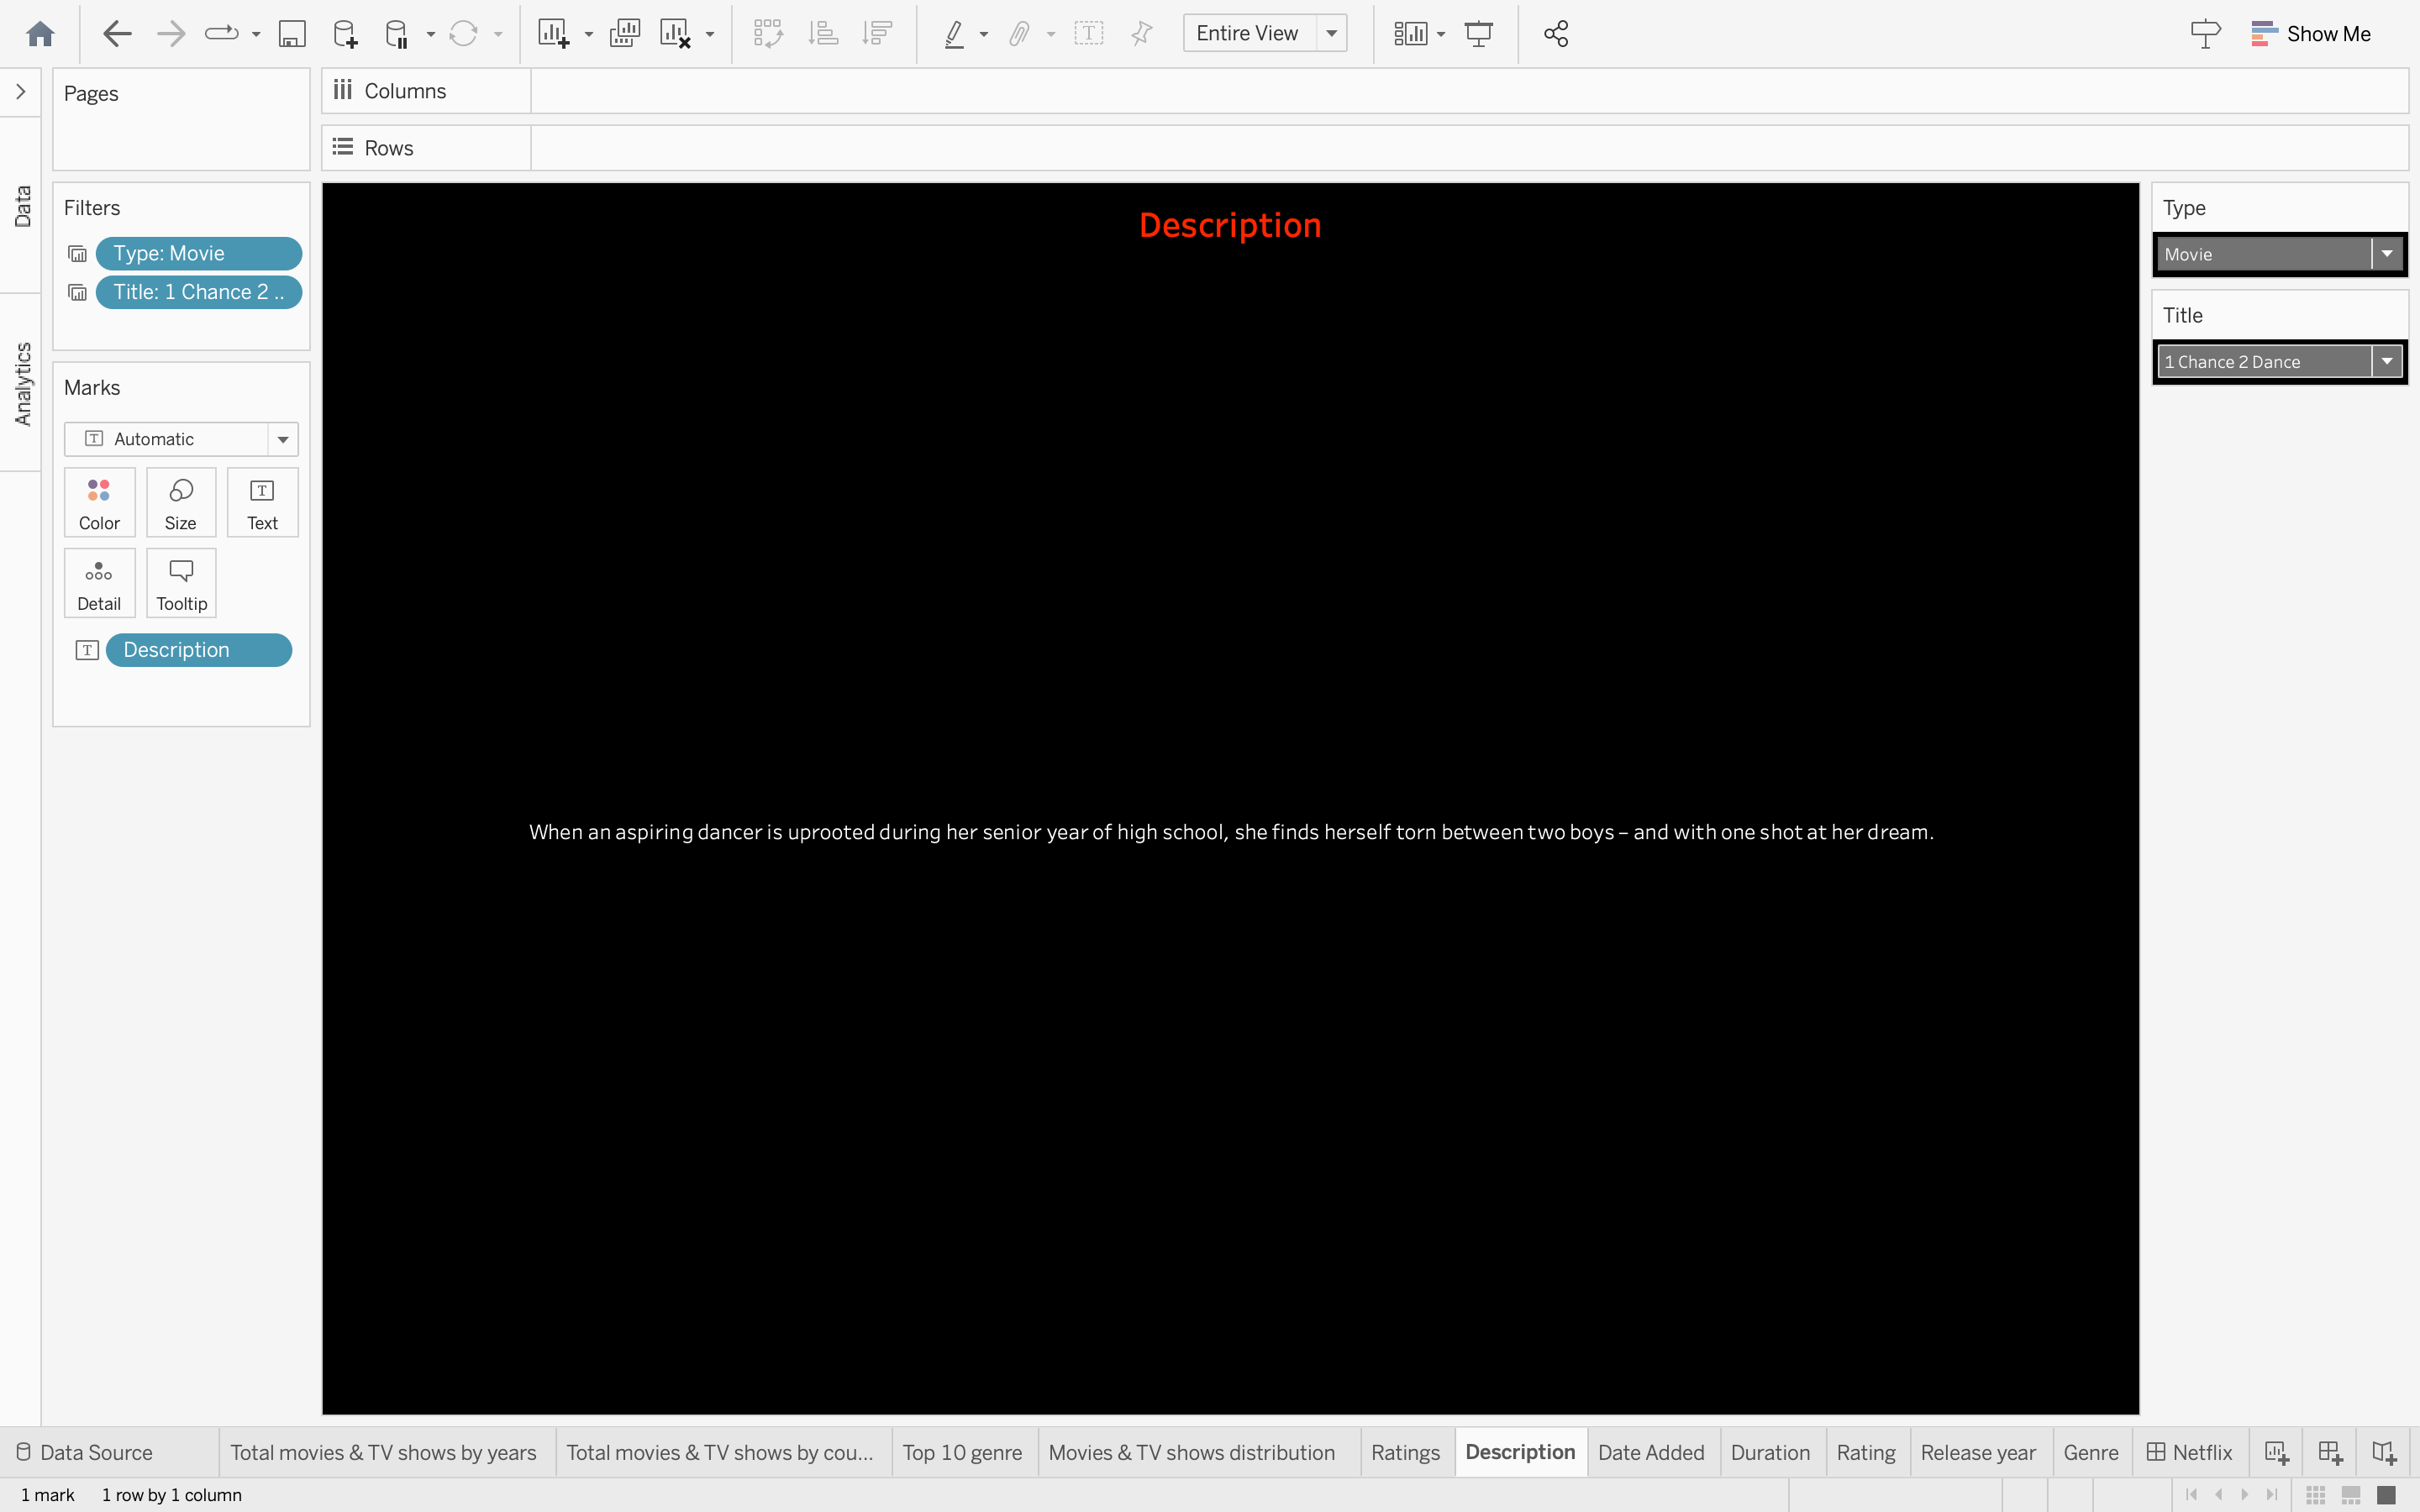 Entire View
Show Me
Pages
Columns
Rows
Data
Analytics
Filters
Type: Movie
Title: 1 Chance 2 ..
Marks
Automatic
Color
Size
Text
Detail
Tooltip
Description
Description
When an aspiring dancer is uprooted during her senior year of high school, she finds herself torn between two boys – and with one shot at her dream.
Type
Movie
Title
1 Chance 2 Dance
Data Source
Total movies & TV shows by years
Total movies & TV shows by cou...
Top 10 genre
Movies & TV shows distribution
Ratings
Description
Date Added
Duration
Rating
Release year
Genre
Netflix
1 mark
1 row by 1 column